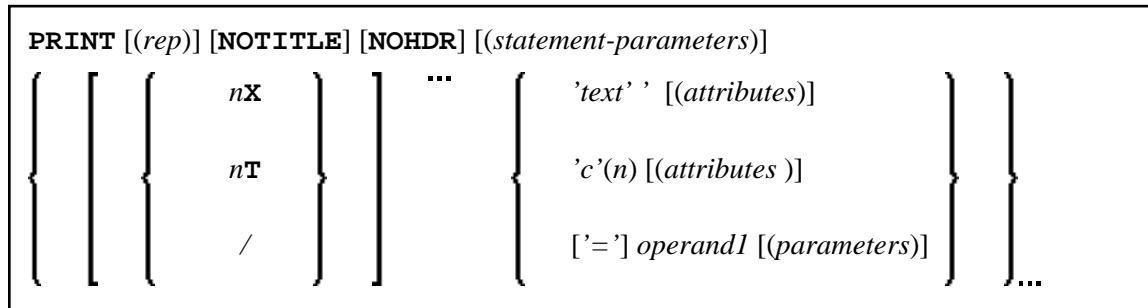 PRINT [(rep)] [NOTITLE] [NOHDR] [(statement-parameters)]
{ [ { nX } ] ... { ’text’ ’ [(attributes)] } }
nT ’c’(n) [(attributes )]
/ [’=’] operand1 [(parameters)] ...